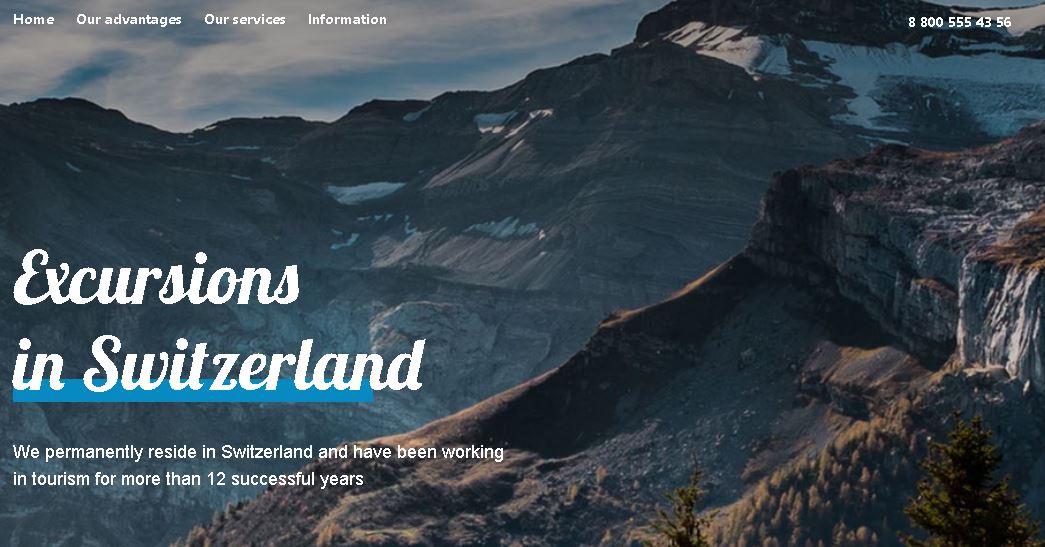 Home Our advantages Our services Information 8 800 555 43 56
Excursions
in Switzerland
We permanently reside in Switzerland and have been working
in tourism for more than 12 successful years